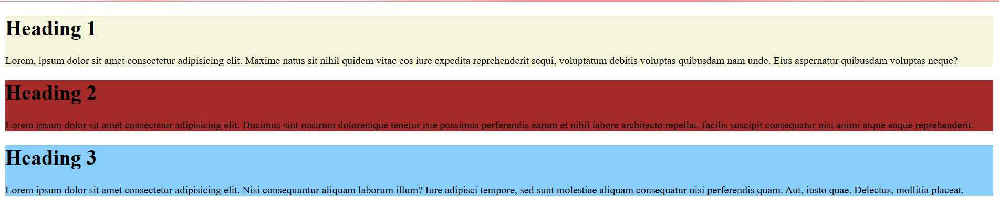 Heading 1
Lorem, ipsum dolor sit amet consectetur adipisicing elit. Maxime natus sit nihil quidem vitae eos iure expedita reprehenderit sequi, voluptatum debitis voluptas quibusdam nam unde. Eius aspernatur quibusdam voluptas neque?
Heading 2
Lorem ipsum dolor sit amet consectetur adipisicing elit. Ducimus sint nostrum doloremque tenetur iste possimus perferendis earum et nihil labore architecto repellat, facilis suscipit consequatur nisi animi atque eaque reprehenderit.
Heading 3
Lorem ipsum dolor sit amet consectetur adipisicing elit. Nisi consequuntur aliquam laborum illum? Iure adipisci tempore, sed sunt molestiae aliquam consequatur nisi perferendis quam. Aut, iusto quae. Delectus, mollitia placeat.